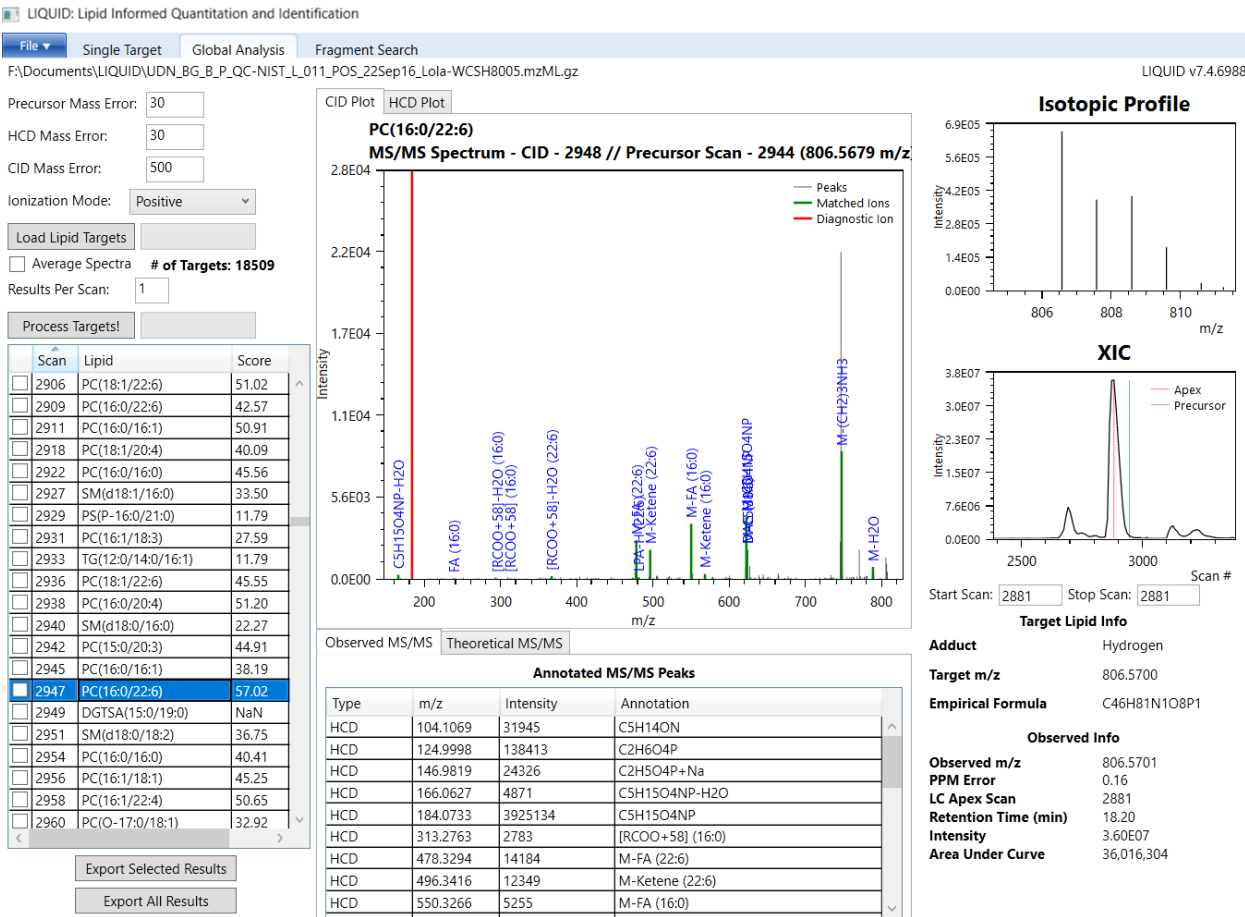 LIQUID: Lipid Informed Quantitation and Identification
File ▾ Single Target Global Analysis Fragment Search
F:\Documents\LIQUID\UDN_BG_B_P_QC-NIST_L_011_POS_22Sep16_Lola-WCSH8005.mzML.gz
LIQUID v7.4.6988
Precursor Mass Error: 30
HCD Mass Error: 30
CID Mass Error: 500
Ionization Mode: Positive
Load Lipid Targets
Average Spectra # of Targets: 18509
Results Per Scan: 1
Process Targets!
Scan Lipid Score
2906 PC(18:1/22:6) 51.02
2909 PC(16:0/22:6) 42.57
2911 PC(16:0/16:1) 50.91
2918 PC(18:1/20:4) 40.09
2922 PC(16:0/16:0) 45.56
2927 SM(d18:1/16:0) 33.50
2929 PS(P-16:0/21:0) 11.79
2931 PC(16:1/18:3) 27.59
2933 TG(12:0/14:0/16:1) 11.79
2936 PC(18:1/22:6) 45.55
2938 PC(16:0/20:4) 51.20
2940 SM(d18:0/16:0) 22.27
2942 PC(15:0/20:3) 44.91
2945 PC(16:0/16:1) 38.19
2947 PC(16:0/22:6) 57.02
2949 DGTSA(15:0/19:0) NaN
2951 SM(d18:0/18:2) 36.75
2954 PC(16:0/16:0) 40.41
2956 PC(16:1/18:1) 45.25
2958 PC(16:1/22:4) 50.65
2960 PC(O-17:0/18:1) 32.92
Export Selected Results
Export All Results
CID Plot HCD Plot
PC(16:0/22:6)
MS/MS Spectrum - CID - 2948 // Precursor Scan - 2944 (806.5679 m/z
2.8E04
2.2E04
1.7E04
1.1E04
5.6E03
0.0E00
Intensity
Peaks
Matched Ions
Diagnostic Ion
C5H15O4NP-H2O
FA (16:0)
[RCOO+58]-H2O (16:0)
[RCOO+58] (16:0)
[RCOO+58]-H2O (22:6)
M-FA (22:6)
M-Ketene (22:6)
M-FA (16:0)
M-Ketene (16:0)
M-(CH2)3NH3
M-H2O
200 300 400 500 600 700 800
m/z
Observed MS/MS Theoretical MS/MS
Annotated MS/MS Peaks
Type m/z Intensity Annotation
HCD 104.1069 31945 C5H14ON
HCD 124.9998 138413 C2H6O4P
HCD 146.9819 24326 C2H5O4P+Na
HCD 166.0627 4871 C5H15O4NP-H2O
HCD 184.0733 3925134 C5H15O4NP
HCD 313.2763 2783 [RCOO+58] (16:0)
HCD 478.3294 14184 M-FA (22:6)
HCD 496.3416 12349 M-Ketene (22:6)
HCD 550.3266 5255 M-FA (16:0)
Isotopic Profile
6.9E05
5.6E05
4.2E05
2.8E05
1.4E05
0.0E00
Intensity
806 808 810
m/z
XIC
3.8E07
3.0E07
2.3E07
1.5E07
7.6E06
0.0E00
Intensity
Apex
Precursor
2500 3000
Scan #
Start Scan: 2881 Stop Scan: 2881
Target Lipid Info
Adduct Hydrogen
Target m/z 806.5700
Empirical Formula C46H81N1O8P1
Observed Info
Observed m/z 806.5701
PPM Error 0.16
LC Apex Scan 2881
Retention Time (min) 18.20
Intensity 3.60E07
Area Under Curve 36,016,304